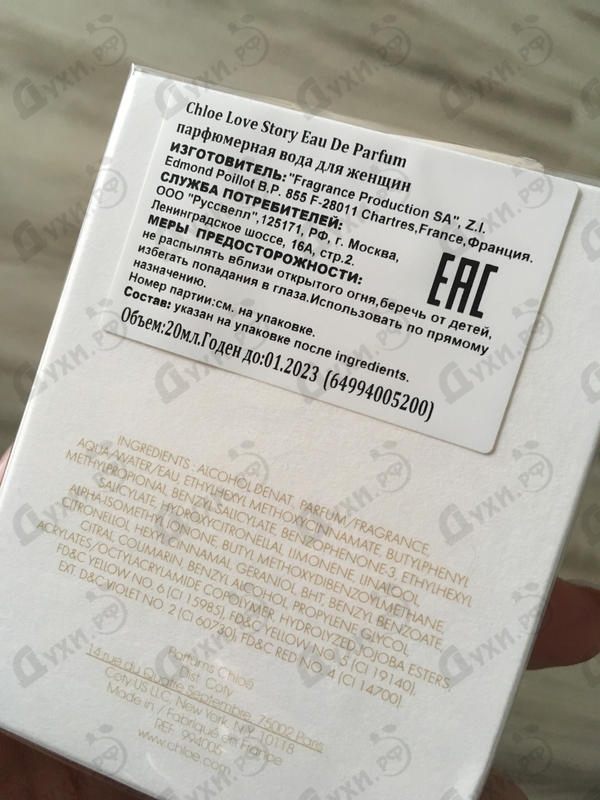 Chloe Love Story Eau De Parfum
парфюмерная вода для женщин
ИЗГОТОВИТЕЛЬ:"Fragrance Production SA", Z.I.
Edmond Poillot B.P. 855 F-28011 Chartres,France,Франция.
СЛУЖБА ПОТРЕБИТЕЛЕЙ:
ООО "Руссвелл",125171, РФ, г. Москва,
Ленинградское шоссе, 16А, стр.2.
МЕРЫ ПРЕДОСТОРОЖНОСТИ:
не распылять вблизи открытого огня,беречь от детей,
избегать попадания в глаза.Использовать по прямому
назначению.
Номер партии:см. на упаковке.
Состав: указан на упаковке после ingredients.
Объем:20мл.Годен до:01.2023 (64994005200)
EAC
INGREDIENTS : ALCOHOL DENAT. PARFUM/FRAGRANCE,
AQUA/WATER/EAU, ETHYLHEXYL METHOXYCINNAMATE, BUTYLPHENYL
METHYLPROPIONAL, BENZYL SALICYLATE, BENZOPHENONE-3, ETHYLHEXYL
SALICYLATE, HYDROXYCITRONELLAL, LIMONENE, LINALOOL,
ALPHA-ISOMETHYL IONONE, BUTYL METHOXYDIBENZOYLMETHANE,
CITRONELLOL, HEXYL CINNAMAL, GERANIOL, BHT, BENZYL BENZOATE,
CITRAL, COUMARIN, BENZYL ALCOHOL, PROPYLENE GLYCOL,
ACRYLATES/OCTYLACRYLAMIDE COPOLYMER, HYDROLYZED JOJOBA ESTERS,
FD&C YELLOW NO. 6 (CI 15985), FD&C YELLOW NO. 5 (CI 19140),
EXT. D&C VIOLET NO. 2 (CI 60730), FD&C RED NO. 4 (CI 14700).
Parfums Chloé
Dist. Coty
14 rue du Quatre Septembre, 75002 Paris
Coty US LLC, New York, N.Y. 10118
Made in / Fabriqué en France
REF. 994005
www.chloe.com
Духи.рф